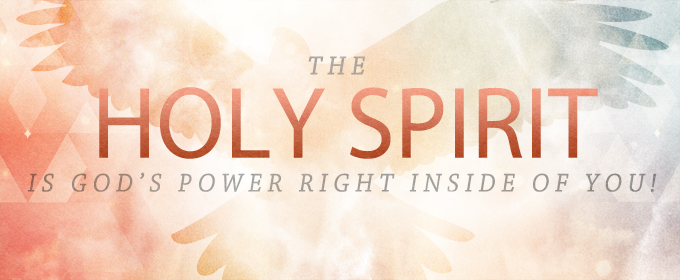 THE
HOLY SPIRIT
IS GOD'S POWER RIGHT INSIDE OF YOU!